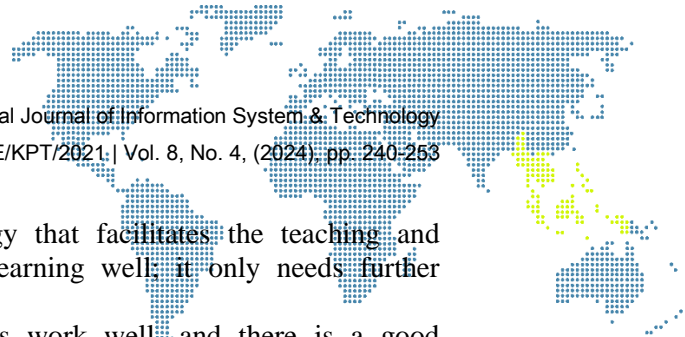 al Journal of Information System & Technology
E/KPT/2021 | Vol. 8, No. 4, (2024), pp. 240-253
gy that facilitates the teaching and
earning well; it only needs further
s work well and there is a good